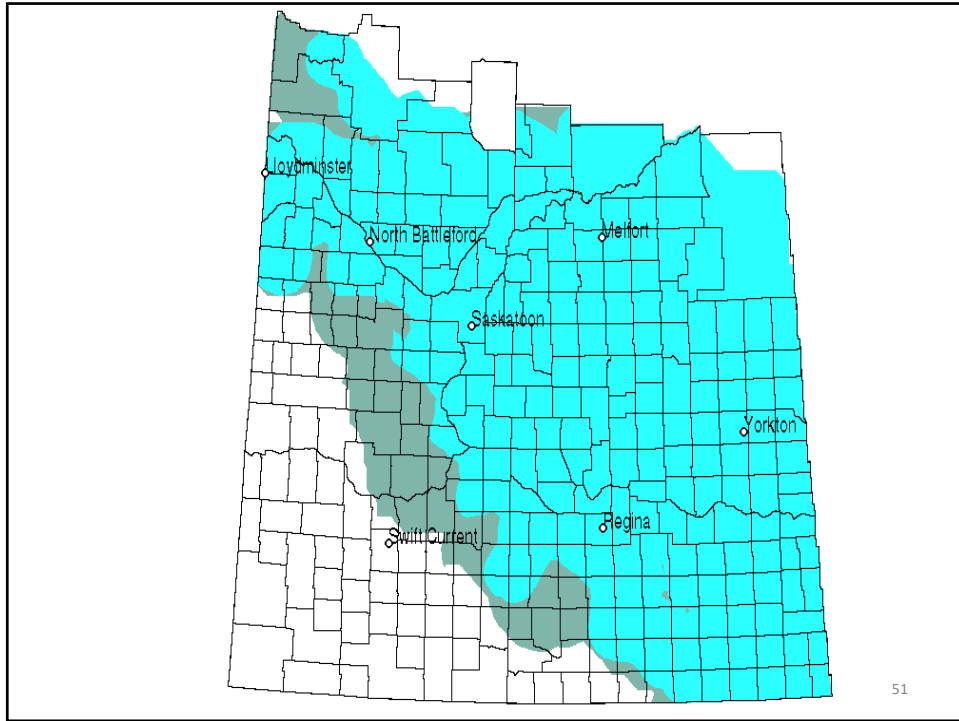 Lloydminster
North Battleford
Melfort
Saskatoon
Yorkton
Regina
Swift Current
51